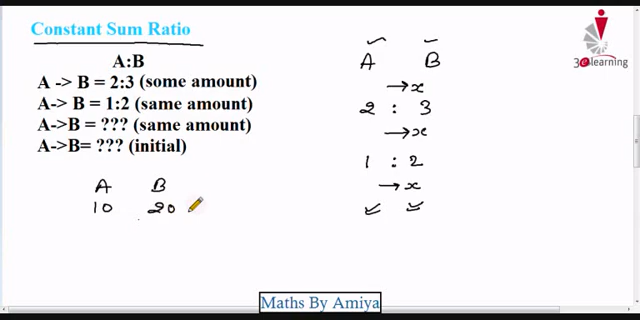 Constant Sum Ratio
A:B
A -> B = 2:3 (some amount)
A-> B = 1:2 (same amount)
A->B = ??? (same amount)
A->B= ??? (initial)
A B
10 20
A B
→x
2 : 3
→x
1 : 2
→x
3e learning
Maths By Amiya